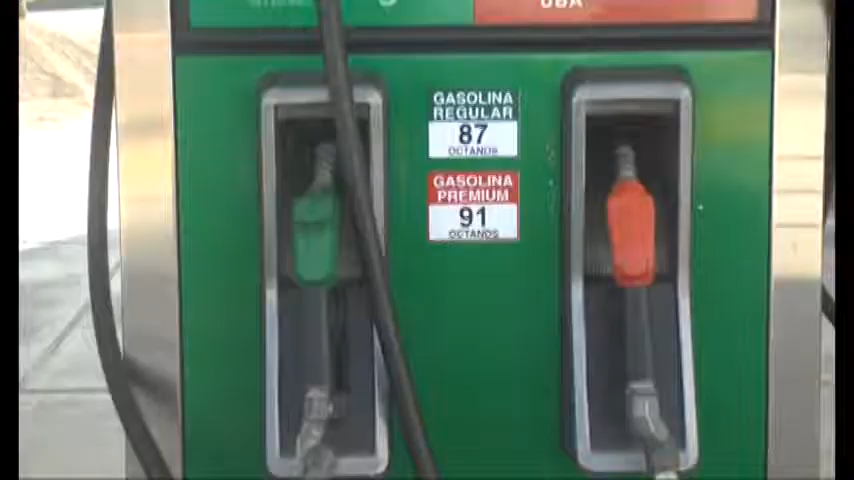 GASOLINA
REGULAR
87
OCTANOS
GASOLINA
PREMIUM
91
OCTANOS